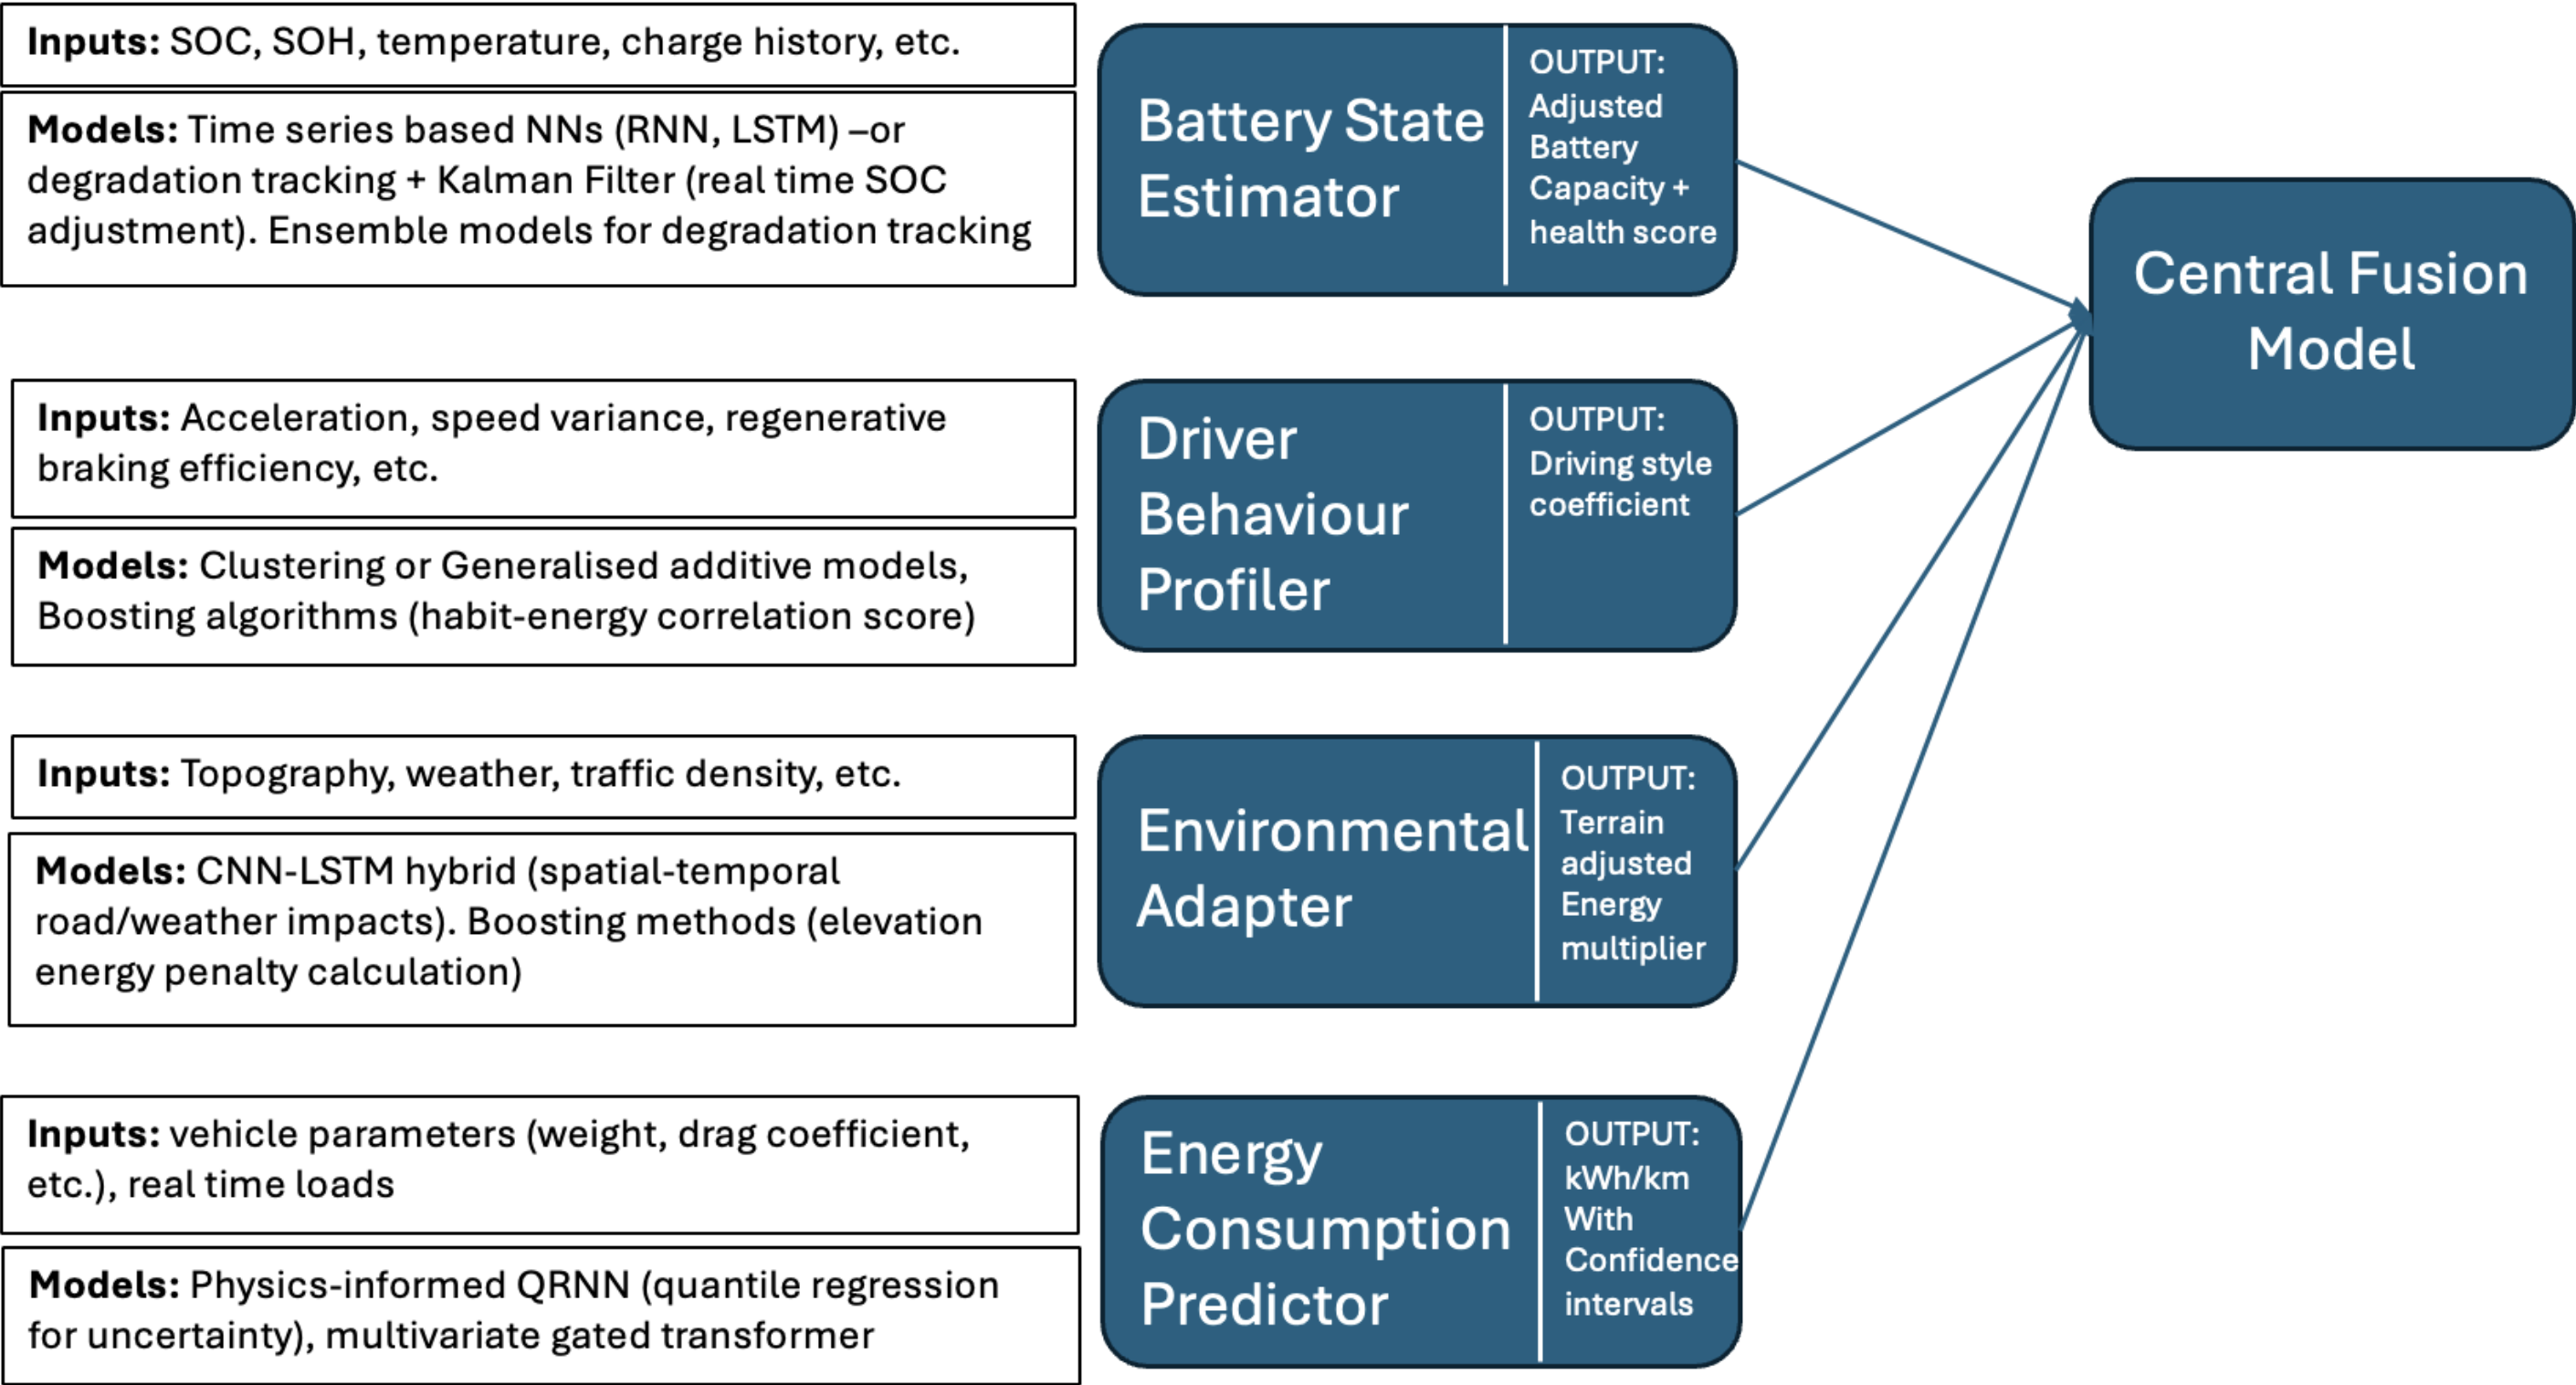 Inputs: SOC, SOH, temperature, charge history, etc.
Models: Time series based NNs (RNN, LSTM) –or
degradation tracking + Kalman Filter (real time SOC
adjustment). Ensemble models for degradation tracking
Battery State
Estimator
OUTPUT:
Adjusted
Battery
Capacity +
health score
Central Fusion
Model
Inputs: Acceleration, speed variance, regenerative
braking efficiency, etc.
Models: Clustering or Generalised additive models,
Boosting algorithms (habit-energy correlation score)
Driver
Behaviour
Profiler
OUTPUT:
Driving style
coefficient
Inputs: Topography, weather, traffic density, etc.
Models: CNN-LSTM hybrid (spatial-temporal
road/weather impacts). Boosting methods (elevation
energy penalty calculation)
Environmental
Adapter
OUTPUT:
Terrain
adjusted
Energy
multiplier
Inputs: vehicle parameters (weight, drag coefficient,
etc.), real time loads
Models: Physics-informed QRNN (quantile regression
for uncertainty), multivariate gated transformer
Energy
Consumption
Predictor
OUTPUT:
kWh/km
With
Confidence
intervals